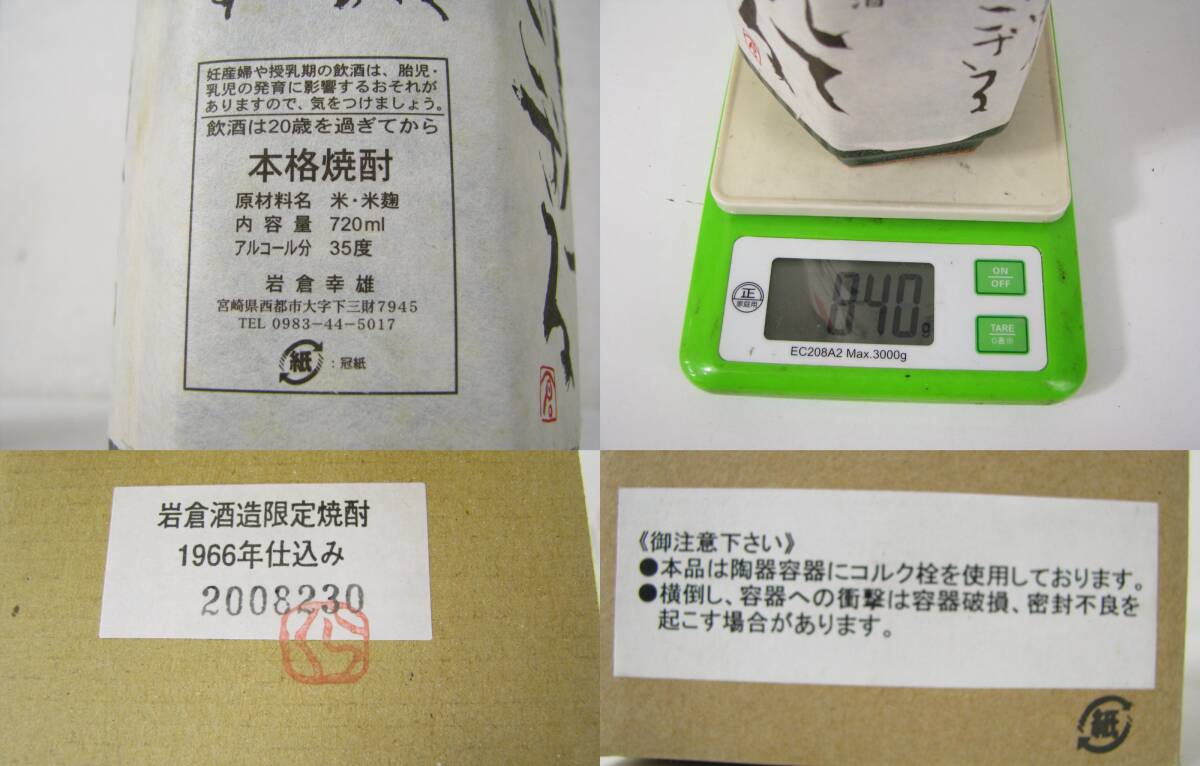 妊産婦や授乳期の飲酒は、胎児・
乳児の発育に影響するおそれが
ありますので、気をつけましょう。
飲酒は20歳を過ぎてから
本格焼酎
原材料名 米・米麹
内容量 720ml
アルコール分 35度
岩倉幸雄
宮崎県西都市大字下三財7945
TEL 0983-44-5017
紙 :冠紙
酒
840g
正
家庭用
ON
OFF
TARE
0表示
EC208A2 Max.3000g
岩倉酒造限定焼酎
1966年仕込み
2008230
《御注意下さい》
●本品は陶器容器にコルク栓を使用しております。
●横倒し、容器への衝撃は容器破損、密封不良を
起こす場合があります。
紙